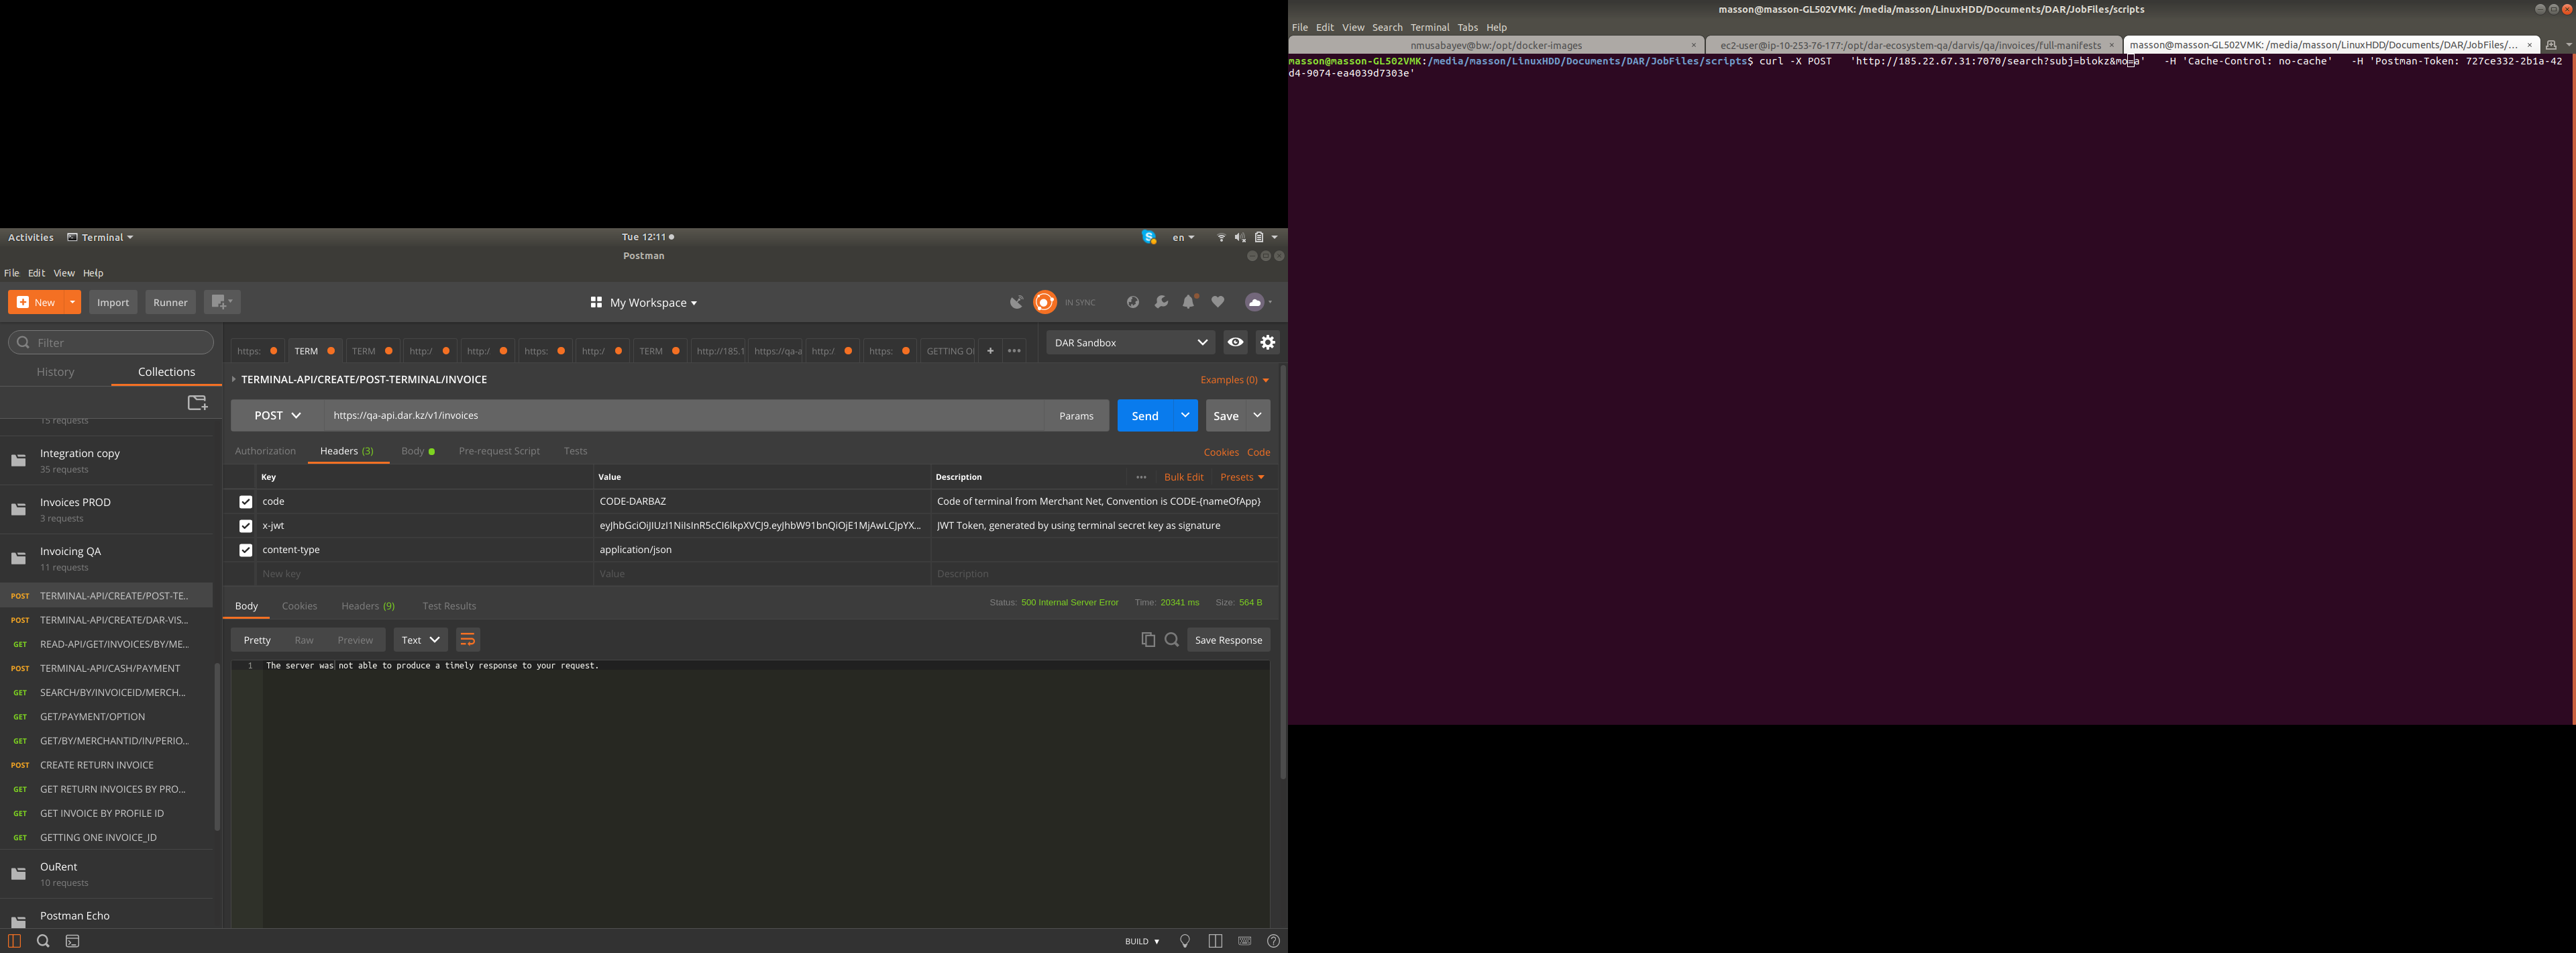 Activities Terminal Tue 12:11 en
Postman
File Edit View Help
New Import Runner My Workspace IN SYNC
Filter
History Collections
15 requests
Integration copy
35 requests
Invoices PROD
3 requests
Invoicing QA
11 requests
POST TERMINAL-API/CREATE/POST-TE..
POST TERMINAL-API/CREATE/DAR-VIS...
GET READ-API/GET/INVOICES/BY/ME...
POST TERMINAL-API/CASH/PAYMENT
GET SEARCH/BY/INVOICEID/MERCH...
GET GET/PAYMENT/OPTION
GET GET/BY/MERCHANTID/IN/PERIO...
POST CREATE RETURN INVOICE
GET GET RETURN INVOICES BY PRO...
GET GET INVOICE BY PROFILE ID
GET GETTING ONE INVOICE_ID
OuRent
10 requests
Postman Echo
https: TERM TERM http:/ http:/ https: http:/ TERM http://185.1 https://qa-a http:/ https: GETTING O + ••• DAR Sandbox
TERMINAL-API/CREATE/POST-TERMINAL/INVOICE Examples (0)
POST https://qa-api.dar.kz/v1/invoices Params Send Save
Authorization Headers (3) Body Pre-request Script Tests Cookies Code
Key Value Description ••• Bulk Edit Presets
code CODE-DARBAZ Code of terminal from Merchant Net, Convention is CODE-{nameOfApp}
x-jwt JWT Token, generated by using terminal secret key as signature
content-type application/json
New key Value Description
Body Cookies Headers (9) Test Results Status: 500 Internal Server Error Time: 20341 ms Size: 564 B
Pretty Raw Preview Text Save Response
1 The server was not able to produce a timely response to your request.
BUILD
masson@masson-GL502VMK: /media/masson/LinuxHDD/Documents/DAR/JobFiles/scripts
File Edit View Search Terminal Tabs Help
nmusabayev@bw:/opt/docker-images × ec2-user@ip-10-253-76-177:/opt/dar-ecosystem-qa/darvis/qa/invoices/full-manifests × masson@masson-GL502VMK: /media/masson/LinuxHDD/Documents/DAR/JobFiles/... ×
masson@masson-GL502VMK:/media/masson/LinuxHDD/Documents/DAR/JobFiles/scripts$ curl -X POST 'http://185.22.67.31:7070/search?subj=biokz&mo=a' -H 'Cache-Control: no-cache' -H 'Postman-Token: 727ce332-2b1a-42
d4-9074-ea4039d7303e'